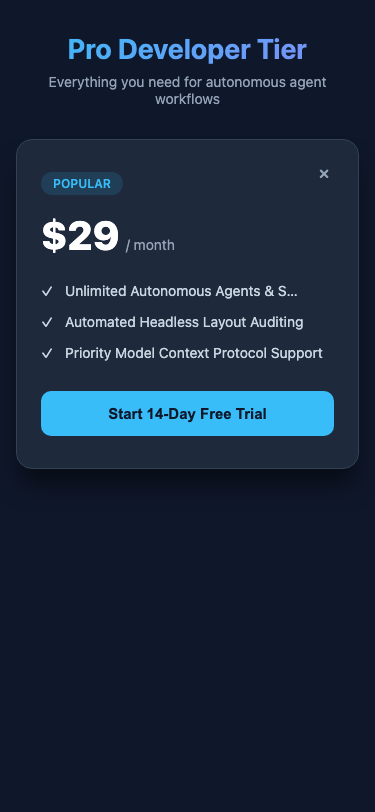 Pro Developer Tier
Everything you need for autonomous agent
workflows
×
POPULAR
$29 / month
✓ Unlimited Autonomous Agents & S...
✓ Automated Headless Layout Auditing
✓ Priority Model Context Protocol Support
Start 14-Day Free Trial